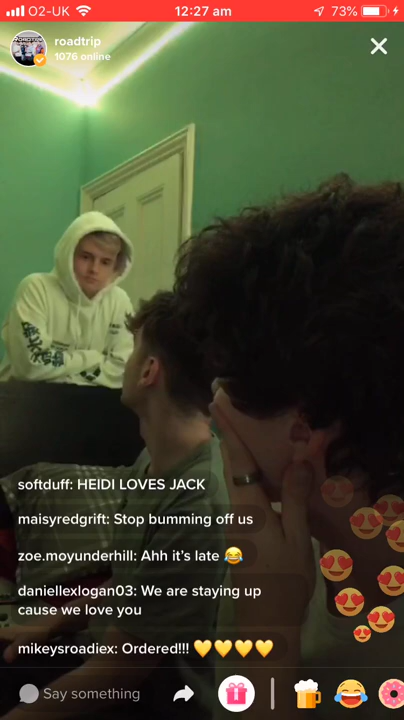 O2-UK
12:27 am
73%
roadtrip
1076 online
softduff: HEIDI LOVES JACK
maisyredgrift: Stop bumming off us
zoe.moyunderhill: Ahh it's late 😂
daniellexlogan03: We are staying up
cause we love you
mikeysroadiex: Ordered!!! 💛💛💛💛
Say something